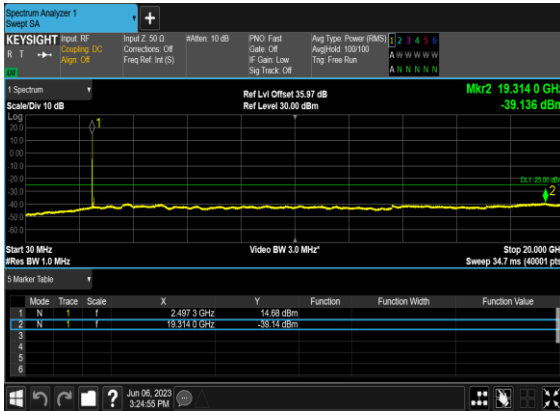 Spectrum Analyzer 1
Swept SA
+
KEYSIGHT Input: RF Input Z: 50 Ω #Atten: 10 dB PNO: Fast Avg Type: Power (RMS) 1 2 3 4 5 6
R T Coupling: DC Corrections: Off Gate: Off Avg|Hold: 100/100 A W W W W W
Align: Off Freq Ref: Int (S) IF Gain: Low Trig: Free Run
Sig Track: Off A N N N N N
1 Spectrum Ref Lvl Offset 35.97 dB Mkr2 19.314 0 GHz
Scale/Div 10 dB Ref Level 30.00 dBm -39.136 dBm
Log
20.0
10.0
0.00
-10.0
-20.0
-30.0
-40.0
-50.0
-60.0
1
DL1 -25.00 dBm
2
Start 30 MHz Video BW 3.0 MHz* Stop 20.000 GH
#Res BW 1.0 MHz Sweep 34.7 ms (40001 pts
5 Marker Table
Mode Trace Scale X Y Function Function Width Function Value
1 N 1 f 2.497 3 GHz 14.68 dBm
2 N 1 f 19.314 0 GHz -39.14 dBm
3
4
5
6
? Jun 06, 2023
3:24:55 PM